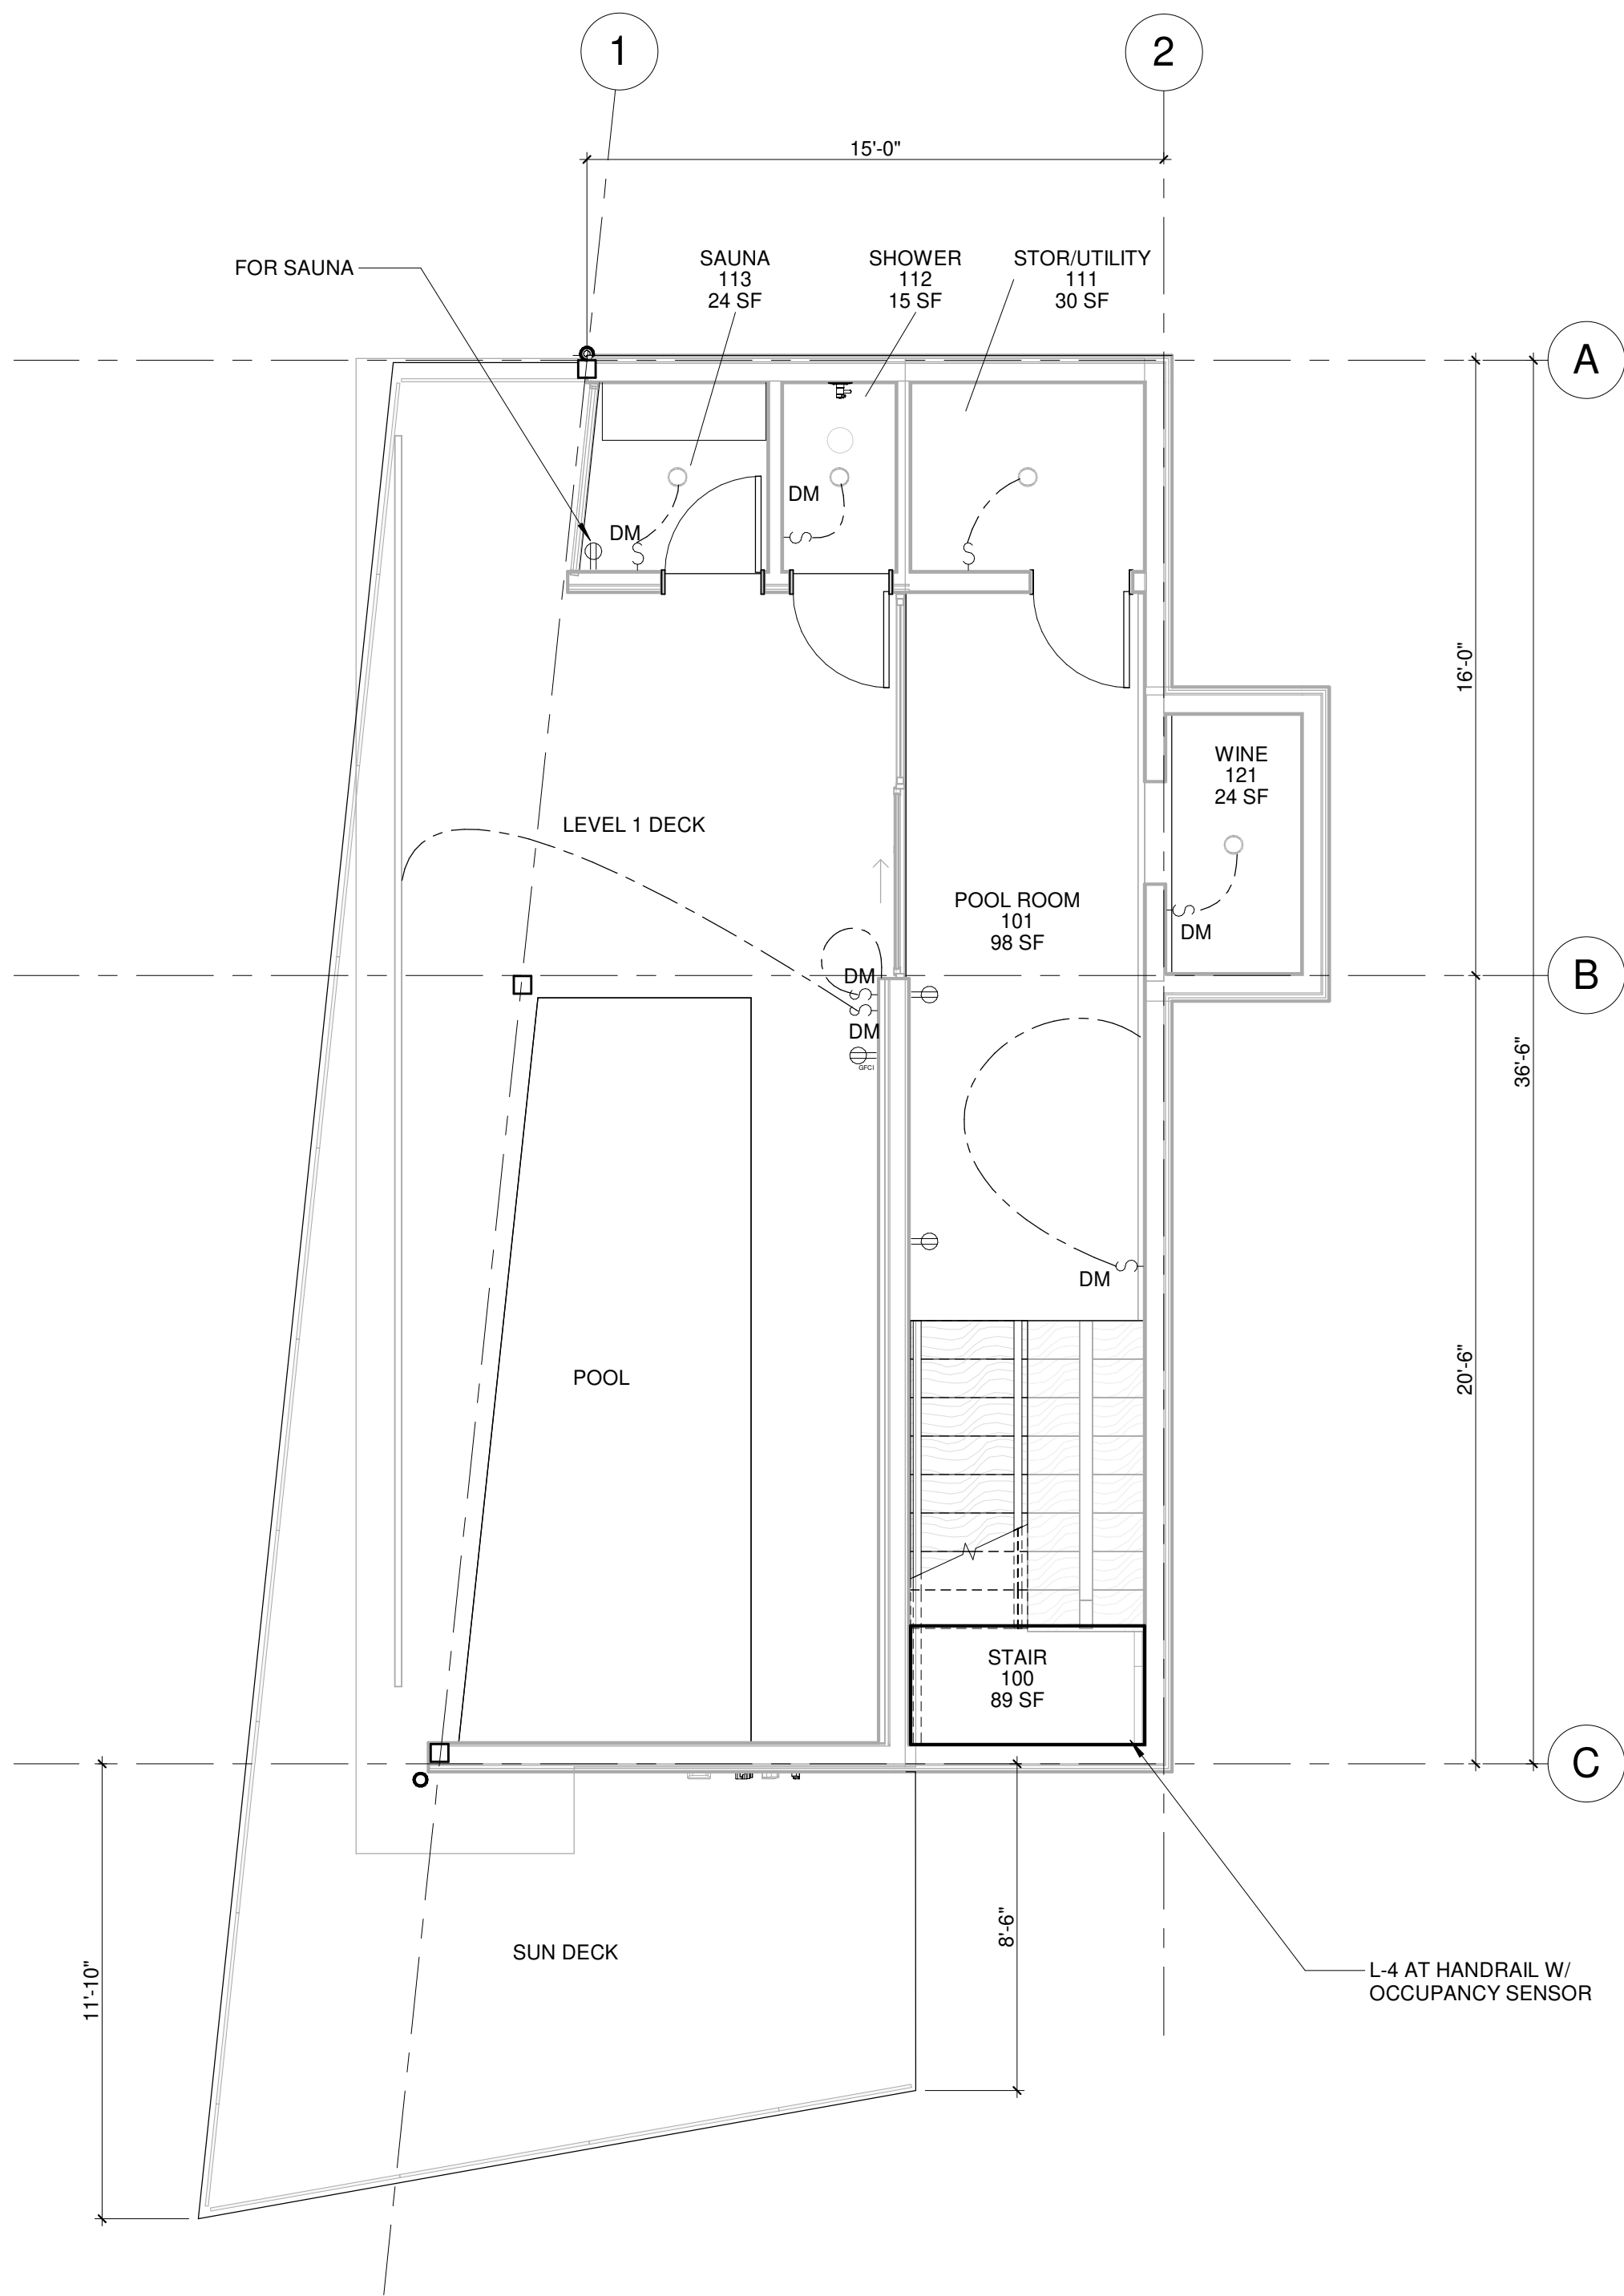 1
2
15'-0"
FOR SAUNA
SAUNA
113
24 SF
SHOWER
112
15 SF
STOR/UTILITY
111
30 SF
A
DM
DM
16'-0"
WINE
121
24 SF
LEVEL 1 DECK
POOL ROOM
101
98 SF
DM
DM
B
DM
GFCI
36'-6"
DM
20'-6"
POOL
STAIR
100
89 SF
C
8'-6"
SUN DECK
11'-10"
L-4 AT HANDRAIL W/
OCCUPANCY SENSOR